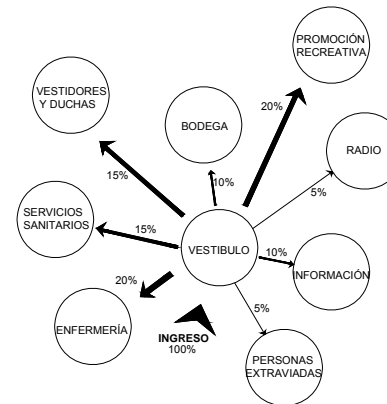 PROMOCIÓN
RECREATIVA
VESTIDORES
Y DUCHAS
20%
BODEGA
RADIO
15%
10%
5%
SERVICIOS
SANITARIOS
15%
VESTIBULO
10%
INFORMACIÓN
20%
5%
ENFERMERÍA
INGRESO
100%
PERSONAS
EXTRAVIADAS